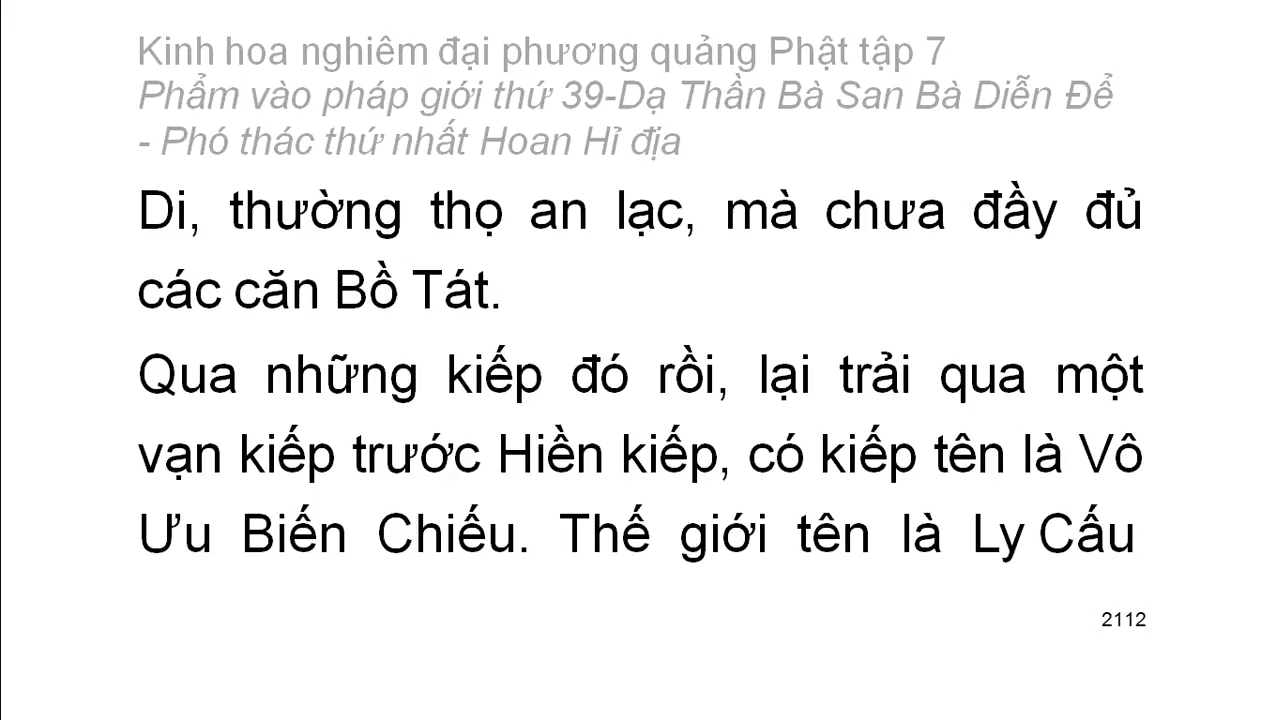 Kinh hoa nghiêm đại phương quảng Phật tập 7
Phẩm vào pháp giới thứ 39-Dạ Thần Bà San Bà Diễn Để
- Phó thác thứ nhất Hoan Hỉ địa
Di, thường thọ an lạc, mà chưa đầy đủ
các căn Bồ Tát.
Qua những kiếp đó rồi, lại trải qua một
vạn kiếp trước Hiền kiếp, có kiếp tên là Vô
Ưu Biến Chiếu. Thế giới tên là Ly Cấu
2112